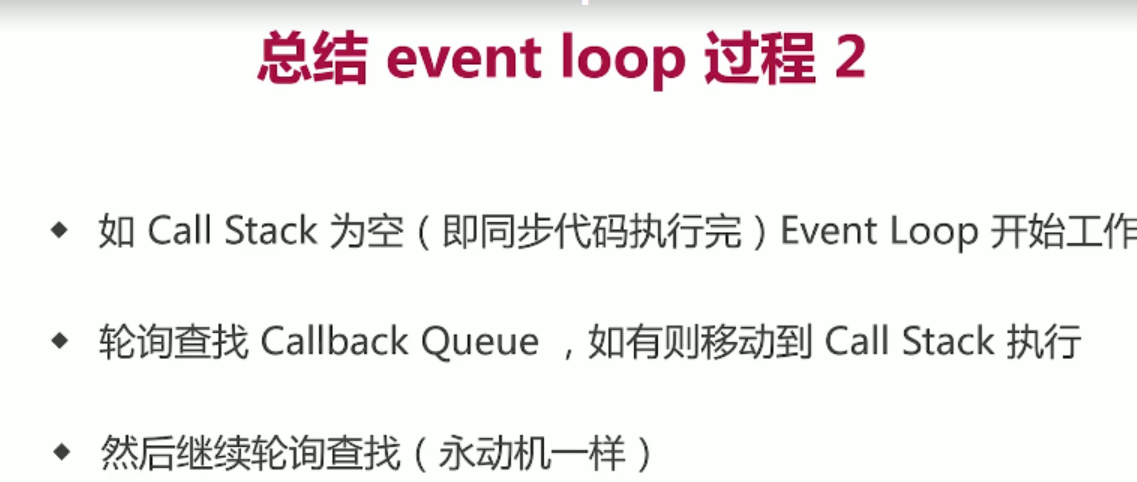 总结 event loop 过程 2
如 Call Stack 为空（即同步代码执行完）Event Loop 开始工作
轮询查找 Callback Queue ，如有则移动到 Call Stack 执行
然后继续轮询查找（永动机一样）